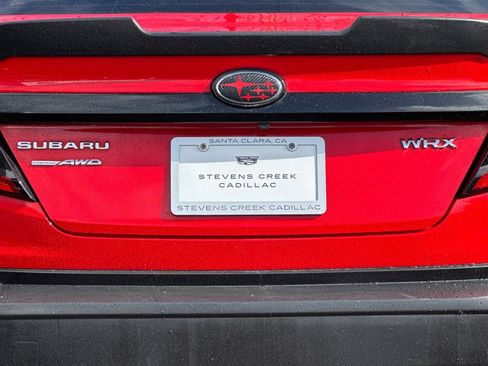 SUBARU
AWD
WRX
SANTA CLARA, CA
STEVENS CREEK
CADILLAC
STEVENS CREEK CADILLAC